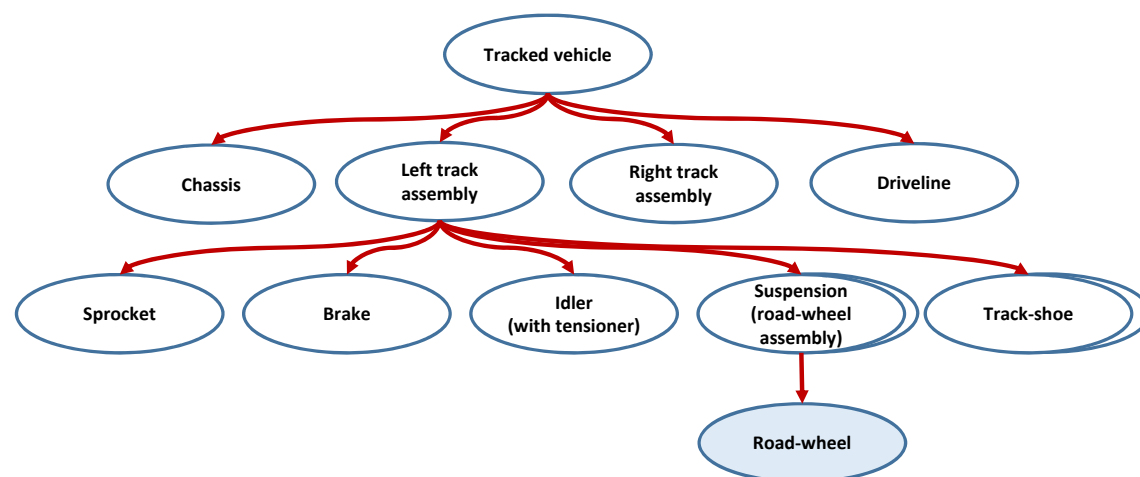 Tracked vehicle
Chassis
Left track
assembly
Right track
assembly
Driveline
Sprocket
Brake
Idler
(with tensioner)
Suspension
(road-wheel
assembly)
Track-shoe
Road-wheel